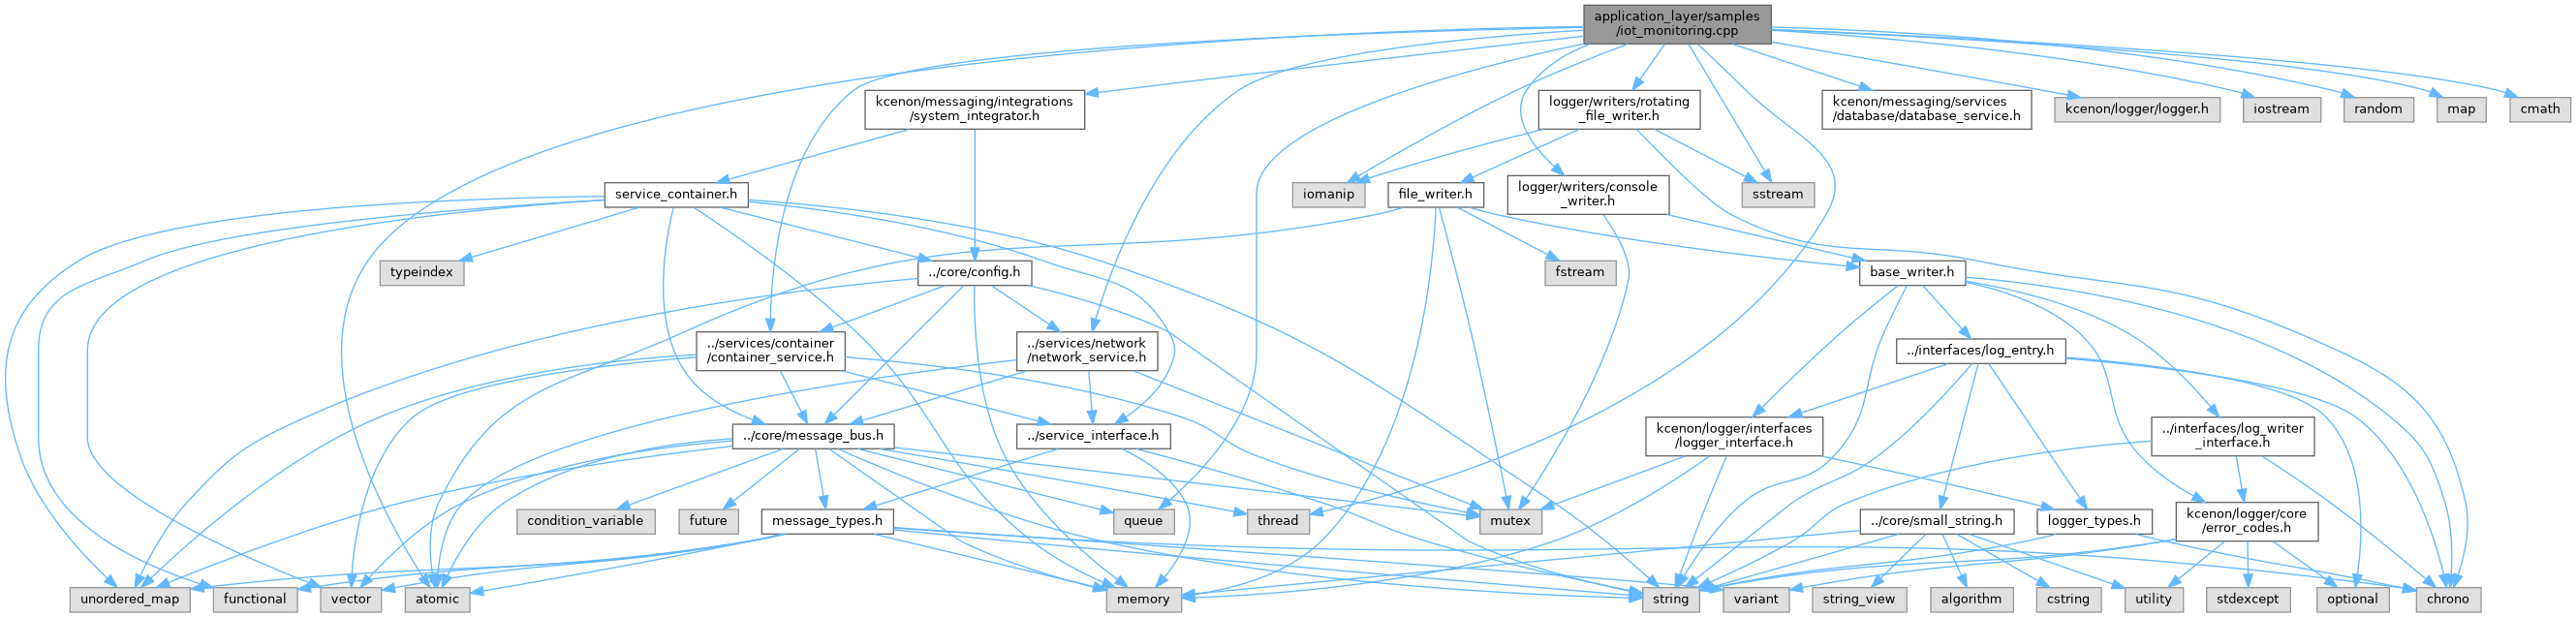 application_layer/samples
/iot_monitoring.cpp
kcenon/messaging/integrations
/system_integrator.h
logger/writers/rotating
_file_writer.h
kcenon/messaging/services
/database/database_service.h
kcenon/logger/logger.h
iostream
random
map
cmath
service_container.h
iomanip
file_writer.h
logger/writers/console
_writer.h
sstream
typeindex
../core/config.h
fstream
base_writer.h
../services/container
/container_service.h
../services/network
/network_service.h
../interfaces/log_entry.h
../core/message_bus.h
../service_interface.h
kcenon/logger/interfaces
/logger_interface.h
../interfaces/log_writer
_interface.h
condition_variable
future
message_types.h
queue
thread
mutex
../core/small_string.h
logger_types.h
kcenon/logger/core
/error_codes.h
unordered_map
functional
vector
atomic
memory
string
variant
string_view
algorithm
cstring
utility
stdexcept
optional
chrono